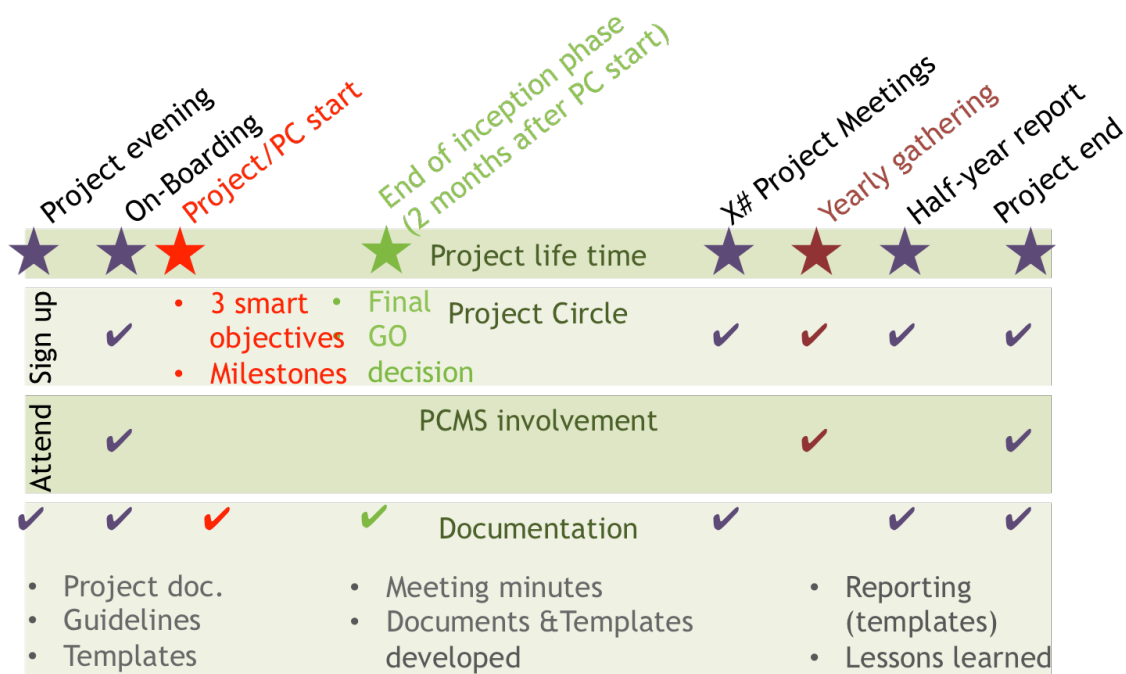 Project evening
On-Boarding
Project/PC start
End of inception phase
(2 months after PC start)
X# Project Meetings
Yearly gathering
Half-year report
Project end
Project life time
Sign up
• 3 smart
objectives
• Milestones
• Final
• GO
decision
Project Circle
Attend
PCMS involvement
Documentation
• Project doc.
• Guidelines
• Templates
• Meeting minutes
• Documents &Templates
developed
• Reporting
(templates)
• Lessons learned